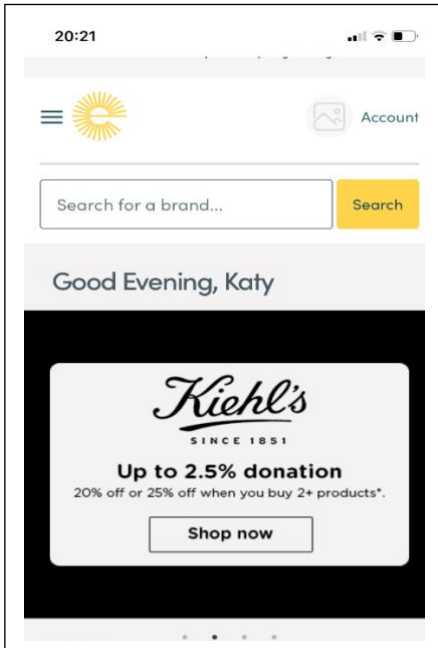 20:21
Account
Search for a brand...
Search
Good Evening, Katy
Kiehl's
SINCE 1851
Up to 2.5% donation
20% off or 25% off when you buy 2+ products*.
Shop now